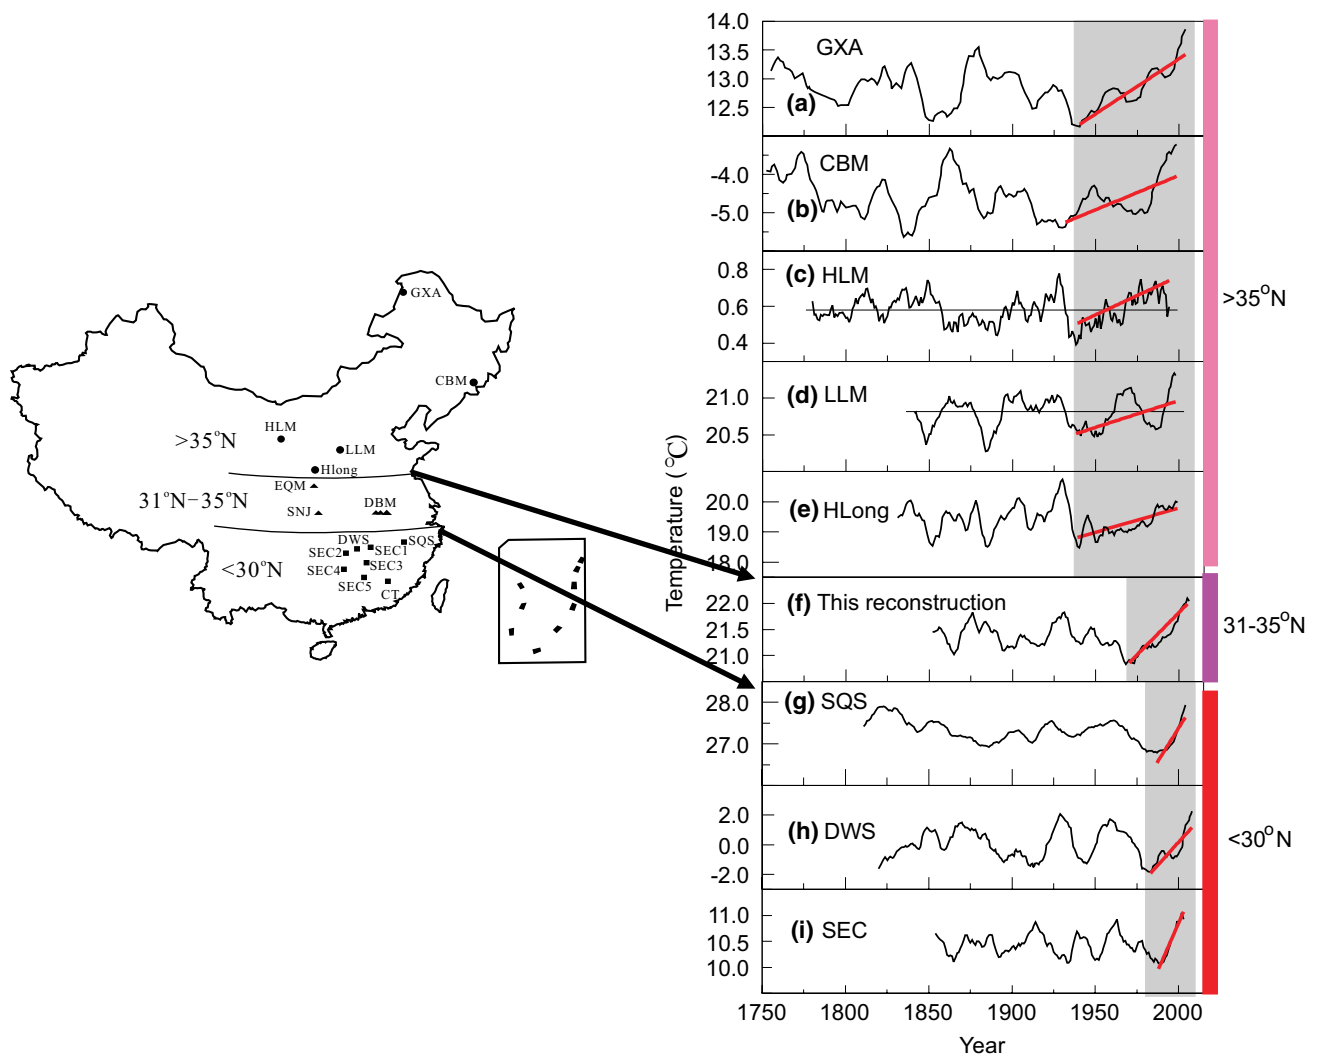 GXA
CBM
HLM
>35°N
LLM
Hlong
EQM
31°N−35°N
DBM
SNJ
DWS
SQS
SEC2
SEC1
<30°N
SEC4
SEC3
SEC5
CT
Temperature (°C)
14.0
13.5
13.0
12.5
GXA
(a)
-4.0
-5.0
CBM
(b)
0.8
0.6
0.4
(c) HLM
21.0
20.5
(d) LLM
20.0
19.0
18.0
(e) HLong
>35°N
22.0
21.5
21.0
(f) This reconstruction
31-35°N
28.0
27.0
(g) SQS
2.0
0.0
-2.0
(h) DWS
<30°N
11.0
10.5
10.0
(i) SEC
1750 1800 1850 1900 1950 2000
Year